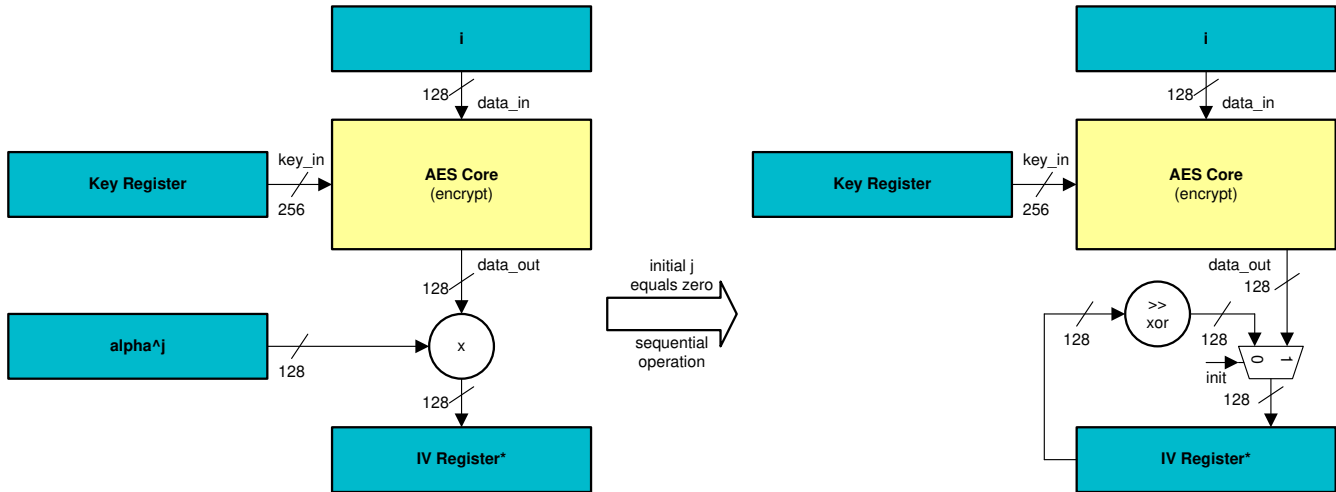 i
128
data_in
Key Register
key_in
256
AES Core
(encrypt)
data_out
128
alpha^j
128
x
128
IV Register*
initial j
equals zero
sequential
operation
i
128
data_in
Key Register
key_in
256
AES Core
(encrypt)
data_out
128
128
>>
xor
128
0
1
init
128
IV Register*